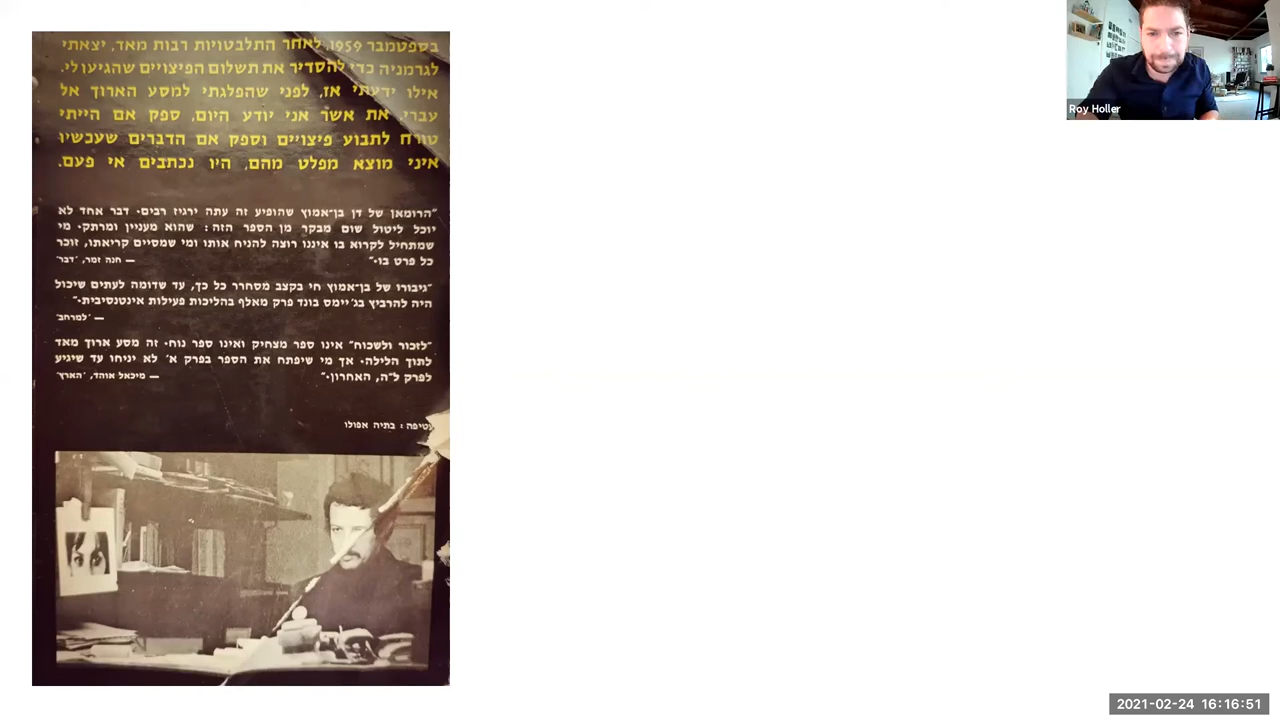 בספטמבר 1959, לאחר התלבטויות רבות מאד, יצאתי
לגרמניה כדי להסדיר את תשלום הפיצויים שהגיעו לי.
אילו ידעתי אז, לפני שהפלגתי למסע הארוך אל
עברי, את אשר אני יודע היום, ספק אם הייתי
טורח לתבוע פיצויים וספק אם הדברים שעכשיו
איני מוצא מפלט מהם, היו נכתבים אי פעם.
"הרומאן של דן בן־אמוץ שהופיע זה עתה ירגיז רבים. דבר אחד לא
יוכל ליטול שום מבקר מן הספר הזה: שהוא מעניין ומרתק. מי
שמתחיל לקרוא בו איננו רוצה להניח אותו ומי שמסיים קריאתו, זוכר
כל פרט בו."
— חנה זמר, 'דבר'
"גיבורו של בן־אמוץ חי בקצב מסחרר כל כך, עד שדומה לעתים שיכול
היה להרביץ בג'יימס בונד פרק מאלף בהליכות פעילות אינטנסיבית."
— 'למרחב'
"לזכור ולשכוח" אינו ספר מצחיק ואינו ספר נוח. זה מסע ארוך מאד
לתוך הלילה. אך מי שיפתח את הספר בפרק א' לא יניחו עד שיגיע
לפרק ל"ה, האחרון."
— מיכאל אוהד, 'הארץ'
עטיפה: בתיה אפולו
Roy Holler
2021-02-24 16:16:51